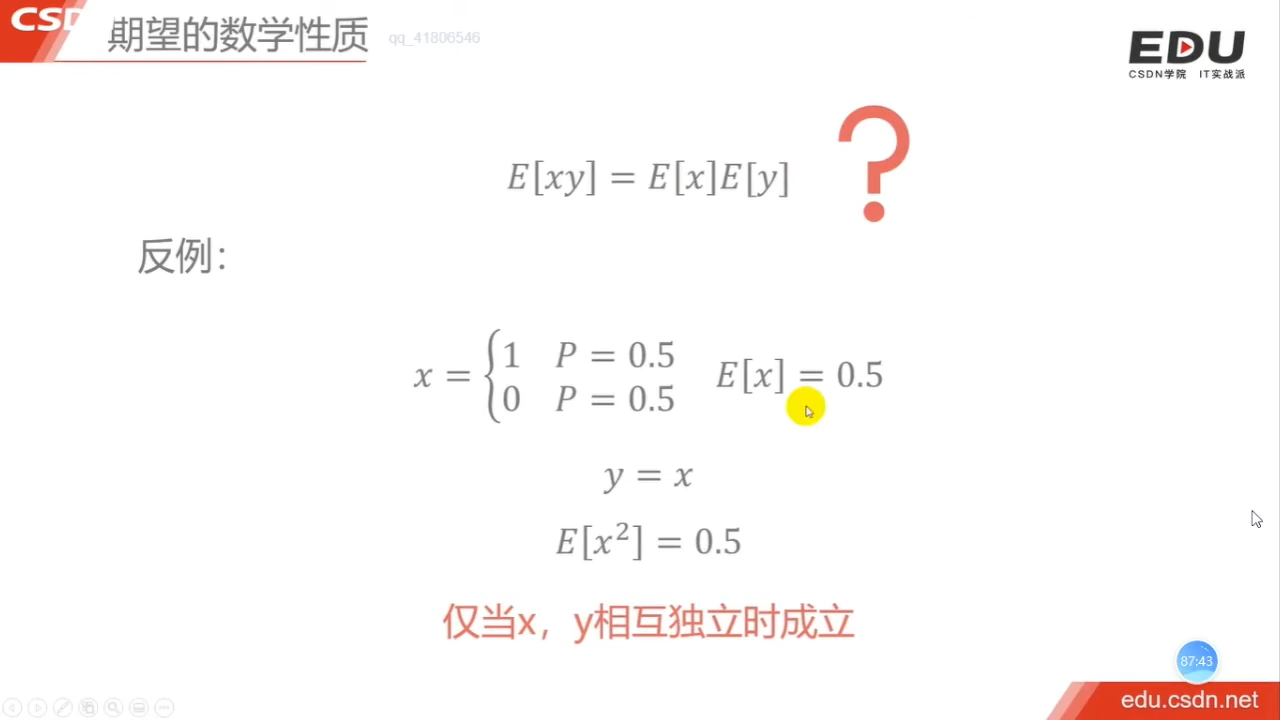 CSD
期望的数学性质
qq_41806546
EDU
CSDN学院 IT实战派
E[xy] = E[x]E[y] ?
反例：
x = { 1 P = 0.5
0 P = 0.5
E[x] = 0.5
y = x
E[x²] = 0.5
仅当x，y相互独立时成立
87:43
edu.csdn.net